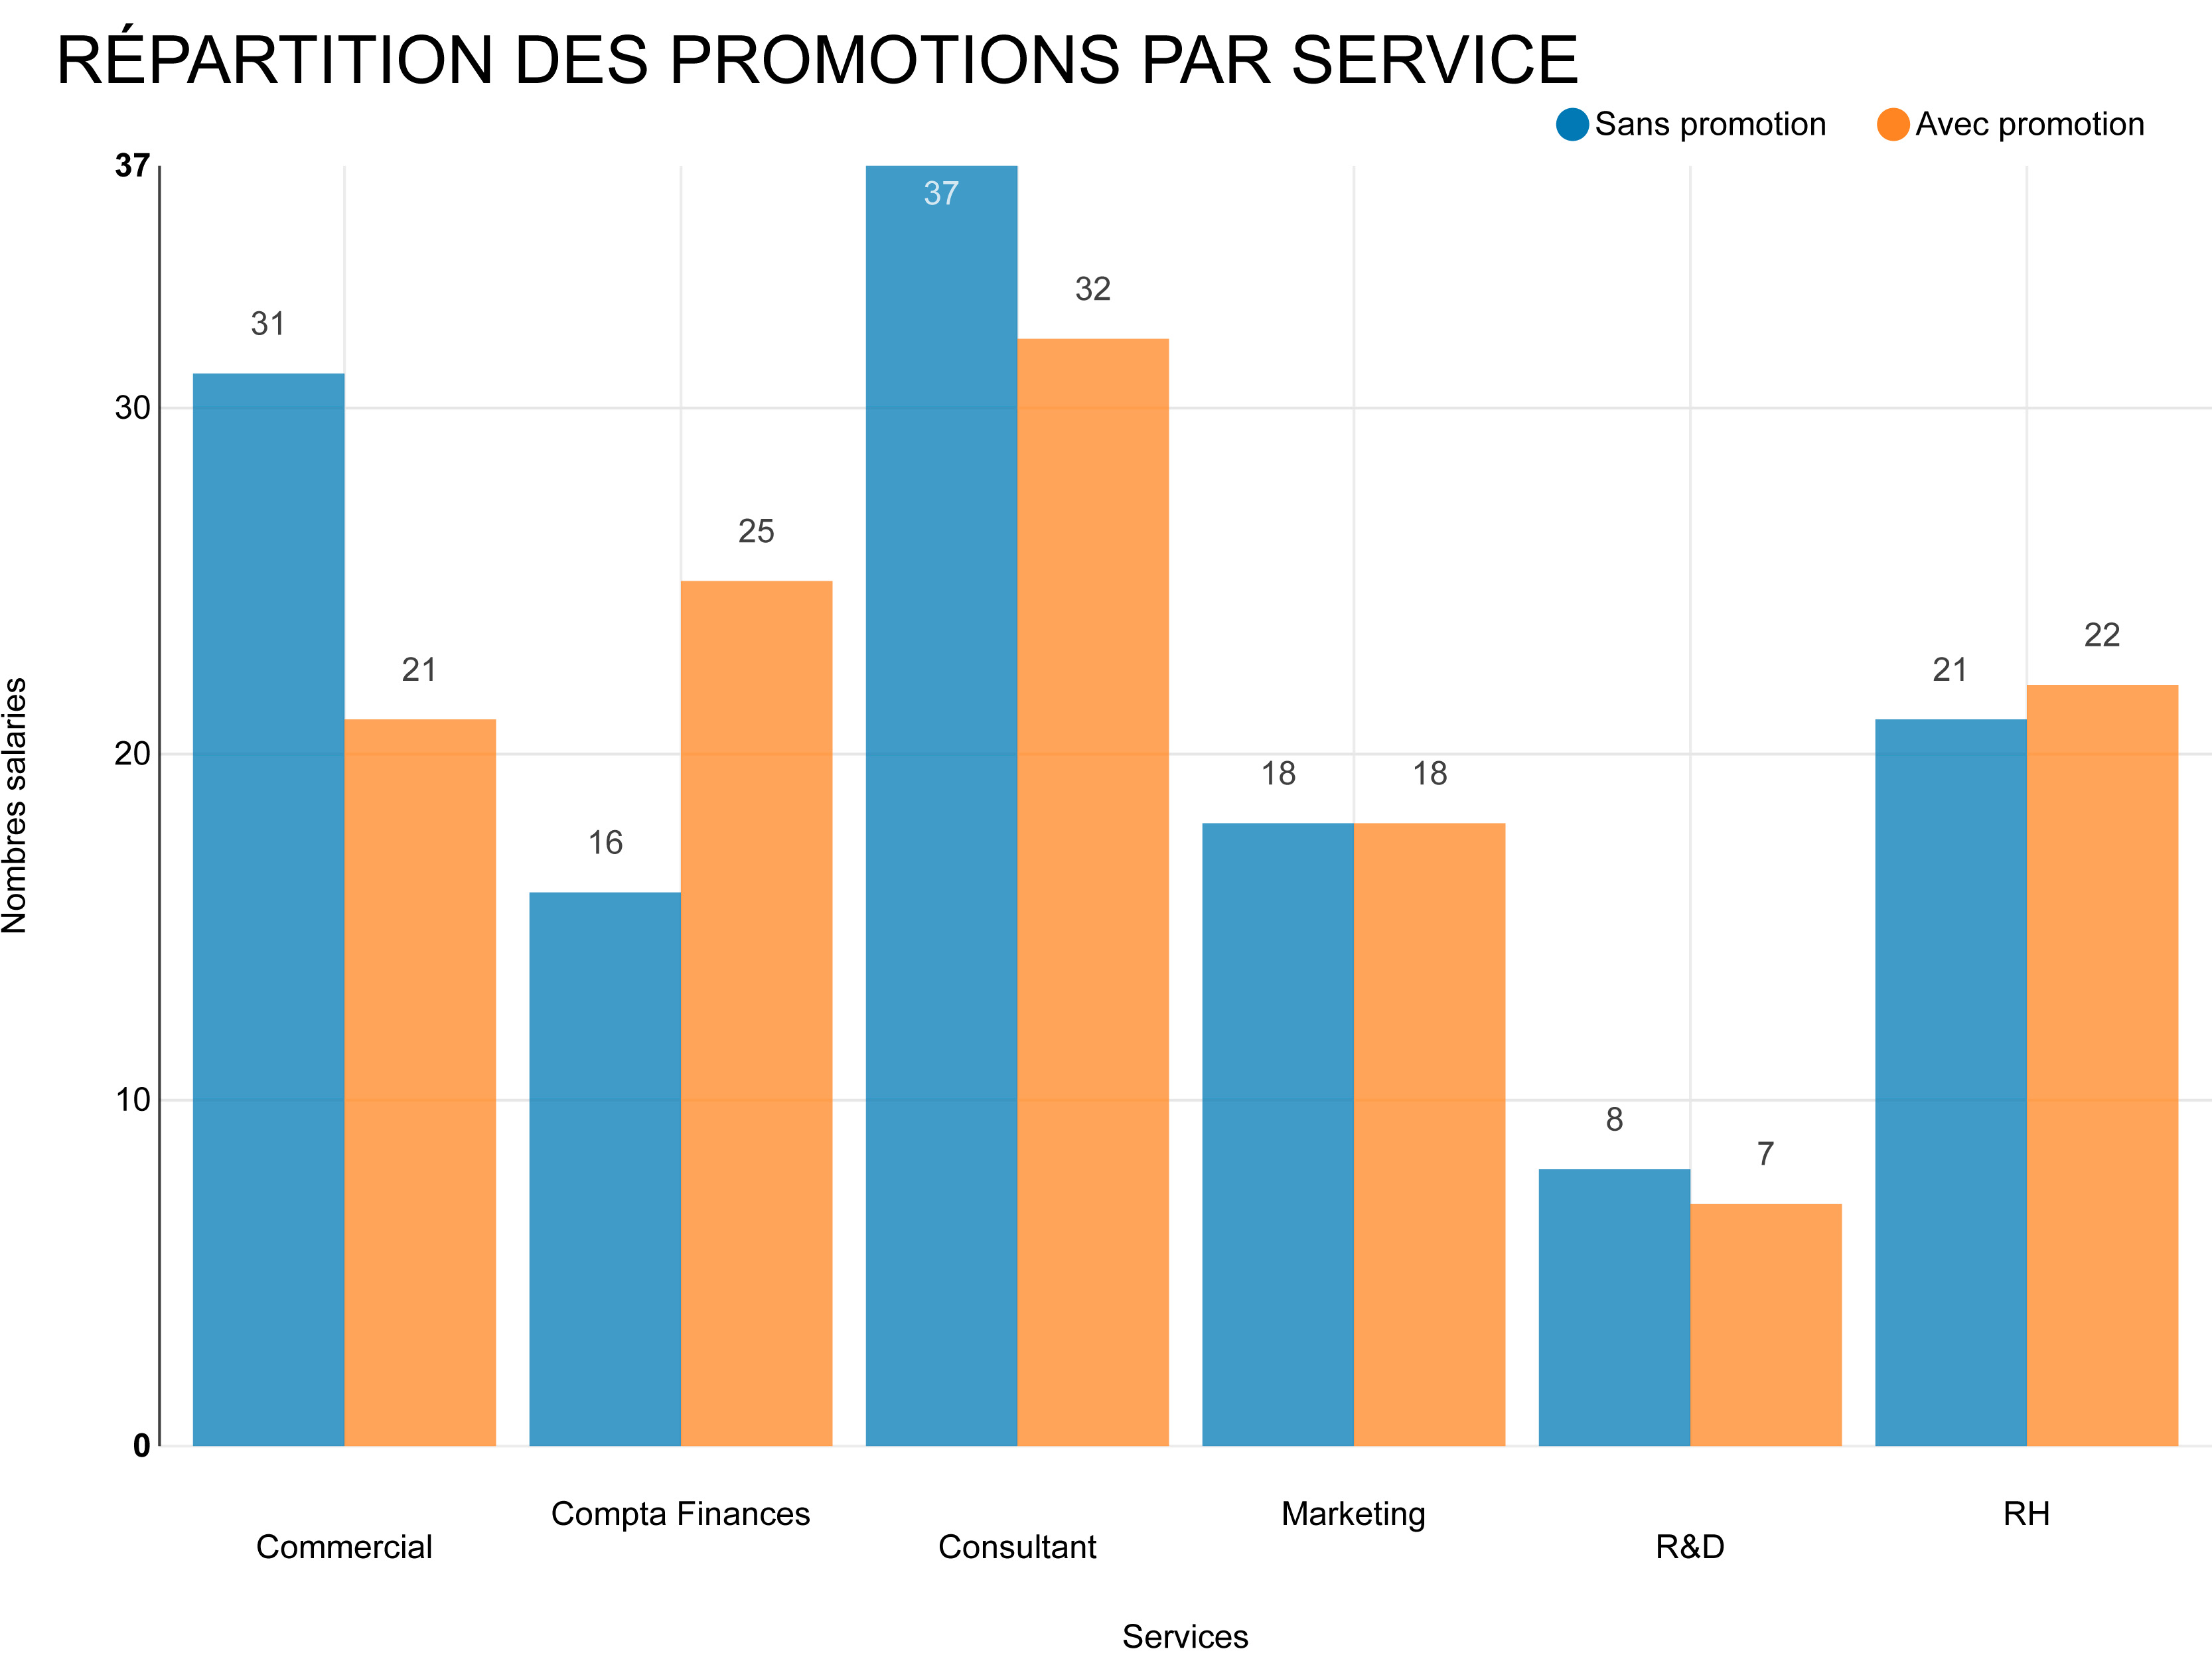 RÉPARTITION DES PROMOTIONS PAR SERVICE
Sans promotion Avec promotion
37
30
20
10
0
Nombres salaries
31
21
16
25
37
32
18
18
8
7
21
22
Commercial
Compta Finances
Consultant
Marketing
R&D
RH
Services